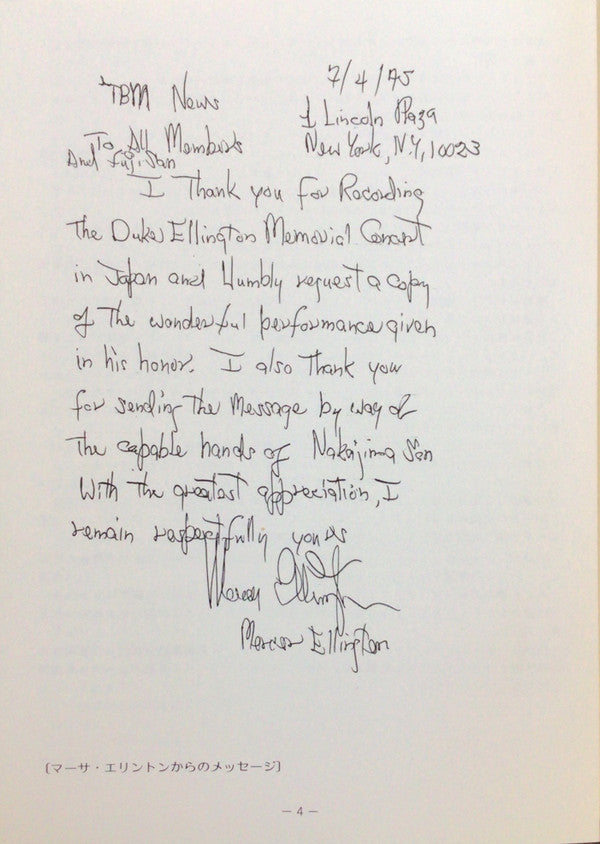 TBM News
7/4/75
1 Lincoln Plaza
New York, N.Y, 10023
To All Members
And Fuji San
I Thank you for Recording
The Duke Ellington Memorial Concert
in Japan and Humbly request a copy
of The wonderful performance given
in his honor. I also Thank you
for sending The Message by way of
The capable hands of Nakajima San
With The greatest appreciation, I
remain respectfully yours
Mercer Ellington
Mercer Ellington
[マーサ・エリントンからのメッセージ]
— 4 —